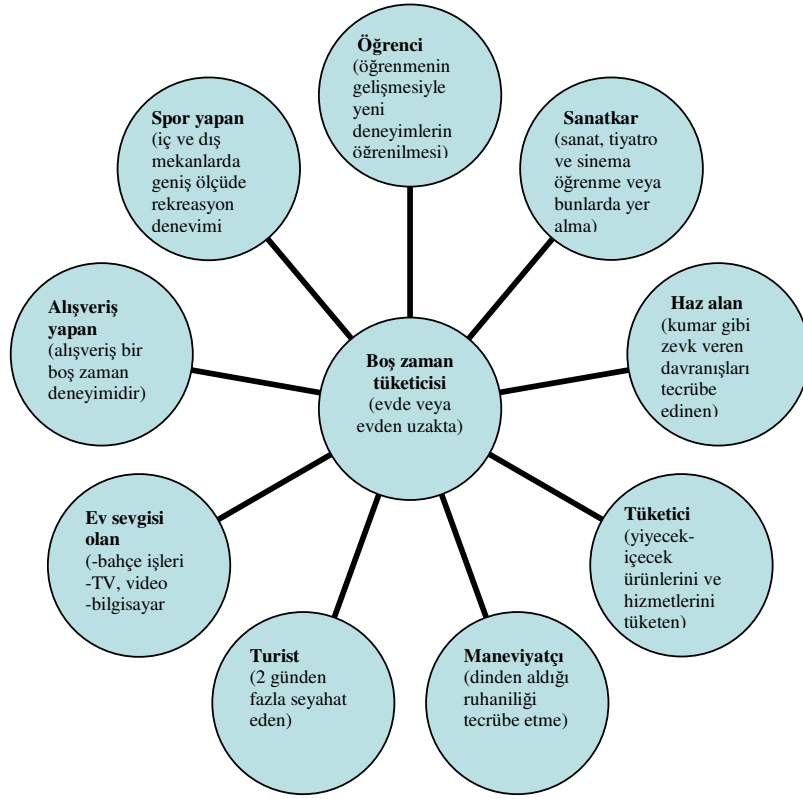 Öğrenci
(öğrenmenin
gelişmesiyle
yeni
deneyimlerin
öğrenilmesi)
Sanatkar
(sanat, tiyatro
ve sinema
öğrenme veya
bunlarda yer
alma)
Haz alan
(kumar gibi
zevk veren
davranışları
tecrübe
edinen)
Tüketici
(yiyecek-
içecek
ürünlerini ve
hizmetlerini
tüketen)
Maneviyatçı
(dinden aldığı
ruhaniliği
tecrübe etme)
Turist
(2 günden
fazla seyahat
eden)
Ev sevgisi
olan
(-bahçe işleri
-TV, video
-bilgisayar
Alışveriş
yapan
(alışveriş bir
boş zaman
deneyimidir)
Spor yapan
(iç ve dış
mekanlarda
geniş ölçüde
rekreasyon
denevimi
Boş zaman
tüketicisi
(evde veya
evden uzakta)